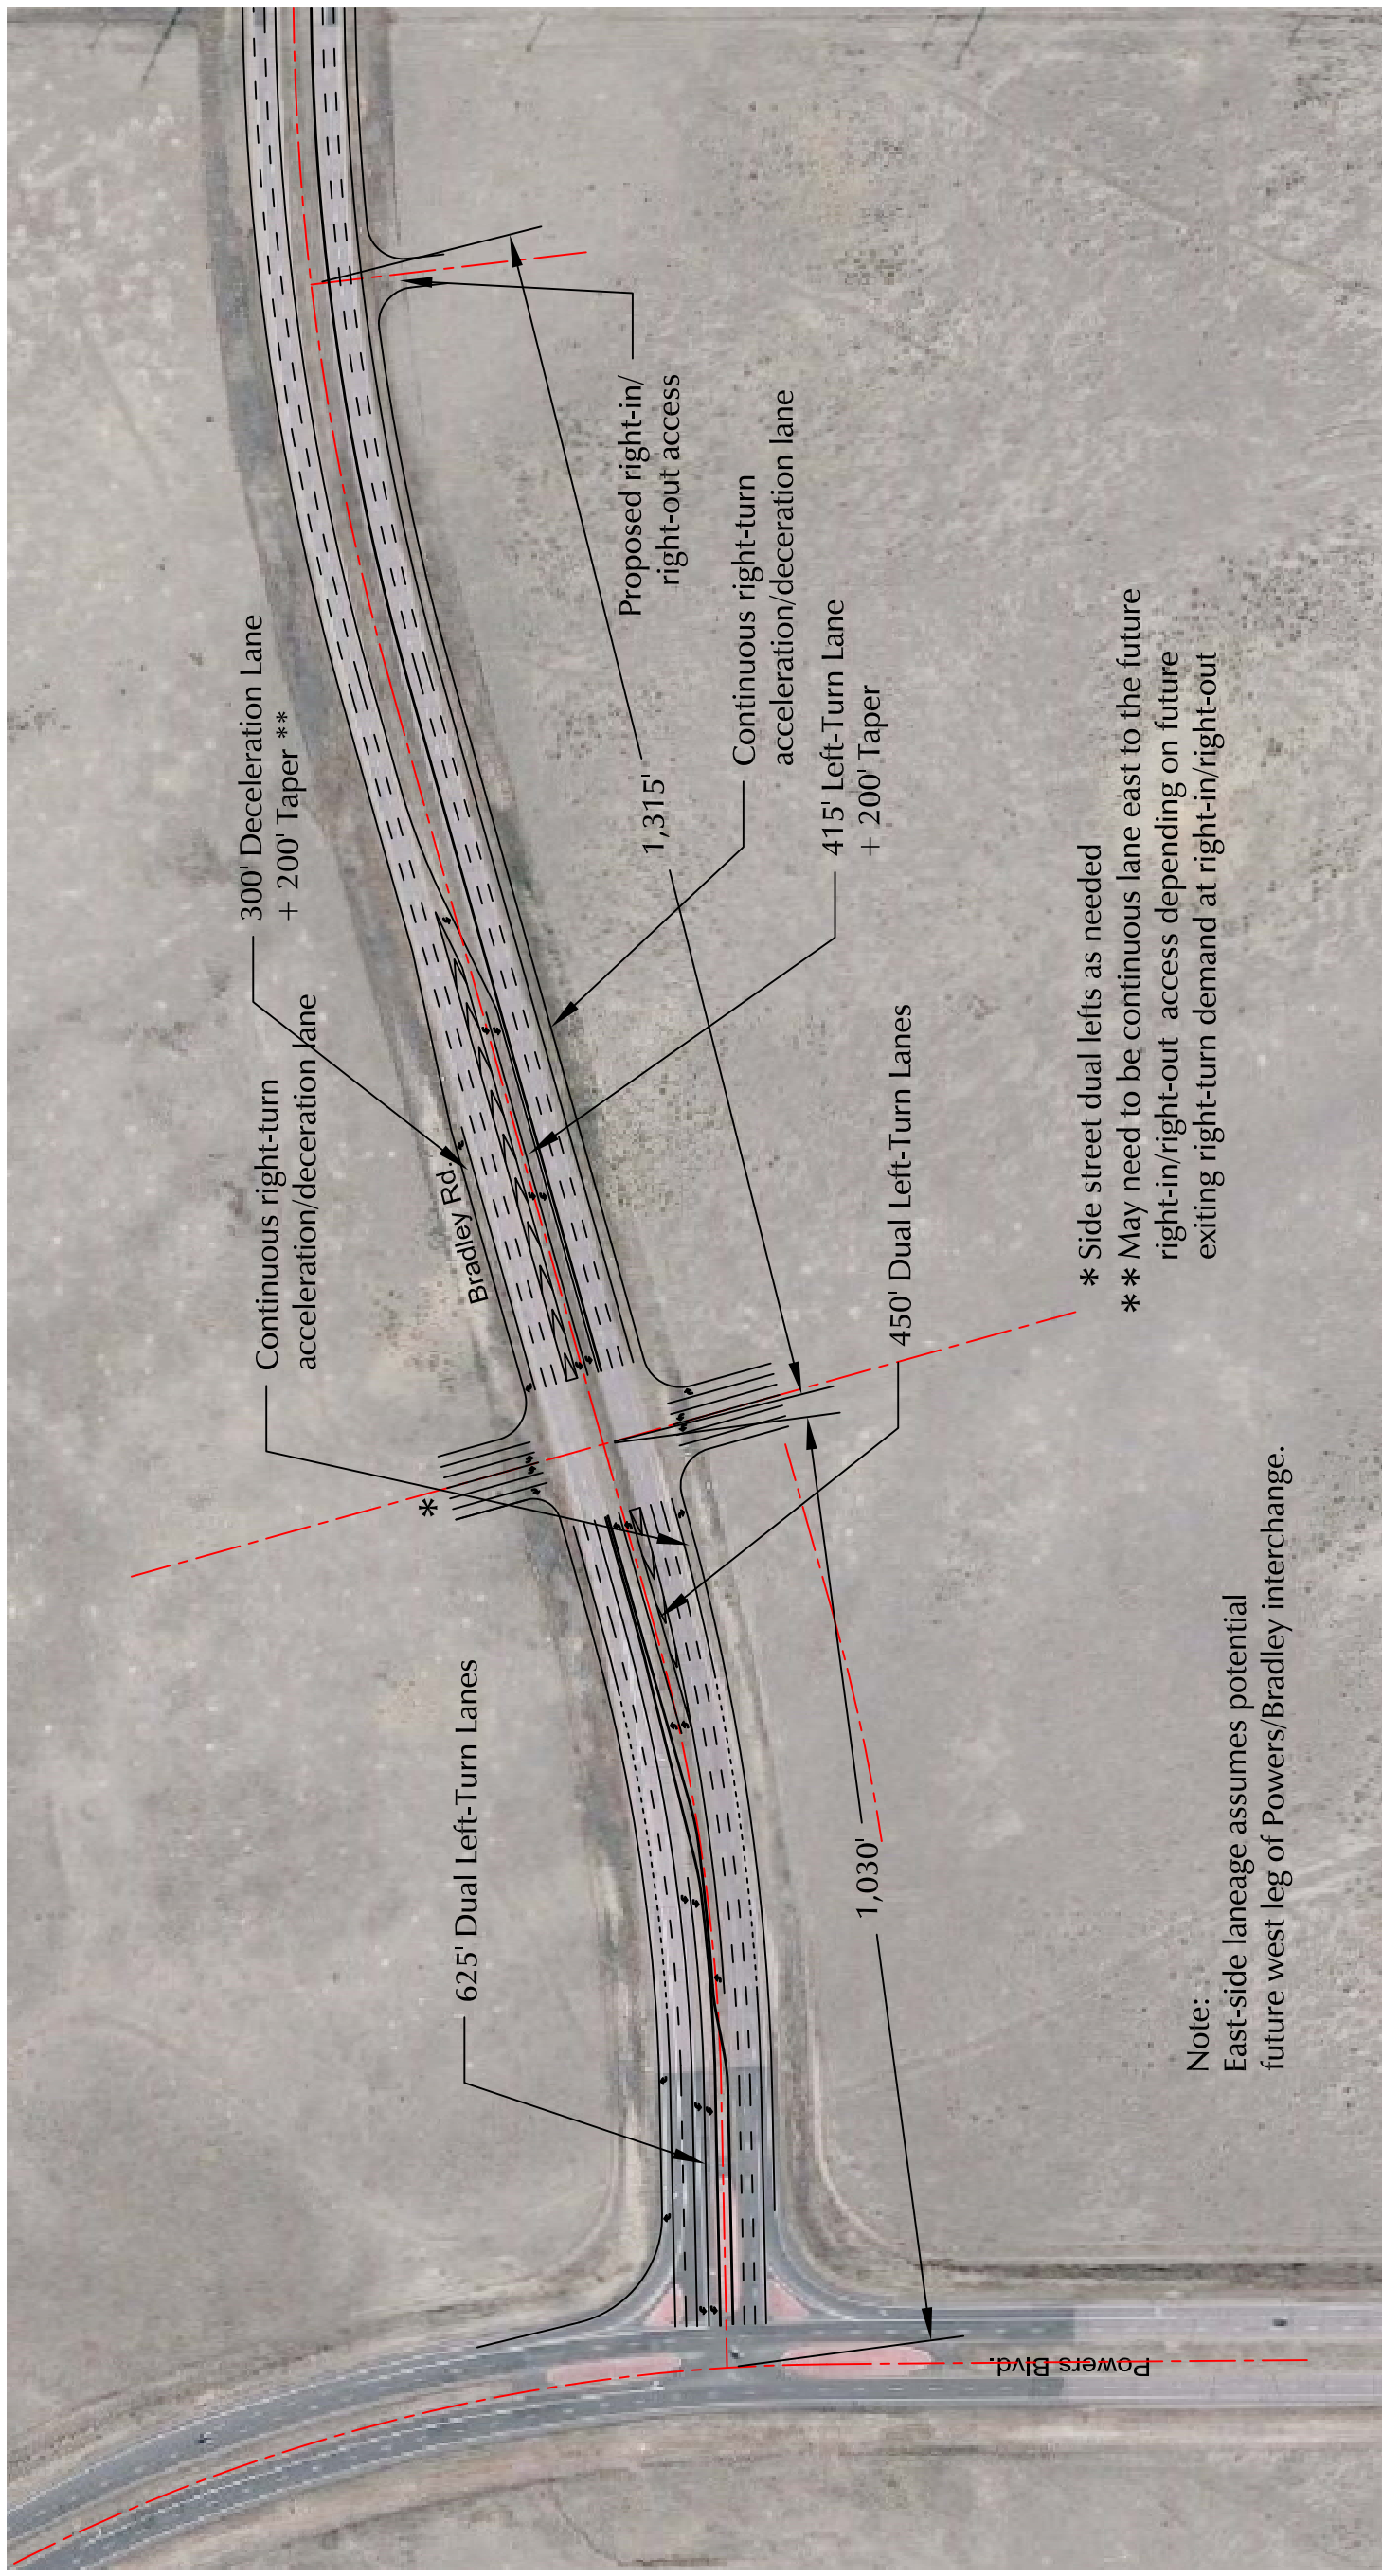 300' Deceleration Lane
+ 200' Taper **
Continuous right-turn
acceleration/deceration lane
Bradley Rd.
*
625' Dual Left-Turn Lanes
Proposed right-in/
right-out access
1,315'
Continuous right-turn
acceleration/deceration lane
415' Left-Turn Lane
+ 200' Taper
450' Dual Left-Turn Lanes
1,030'
Powers Blvd.
* Side street dual lefts as needed
** May need to be continuous lane east to the future
right-in/right-out access depending on future
exiting right-turn demand at right-in/right-out
Note:
East-side laneage assumes potential
future west leg of Powers/Bradley interchange.